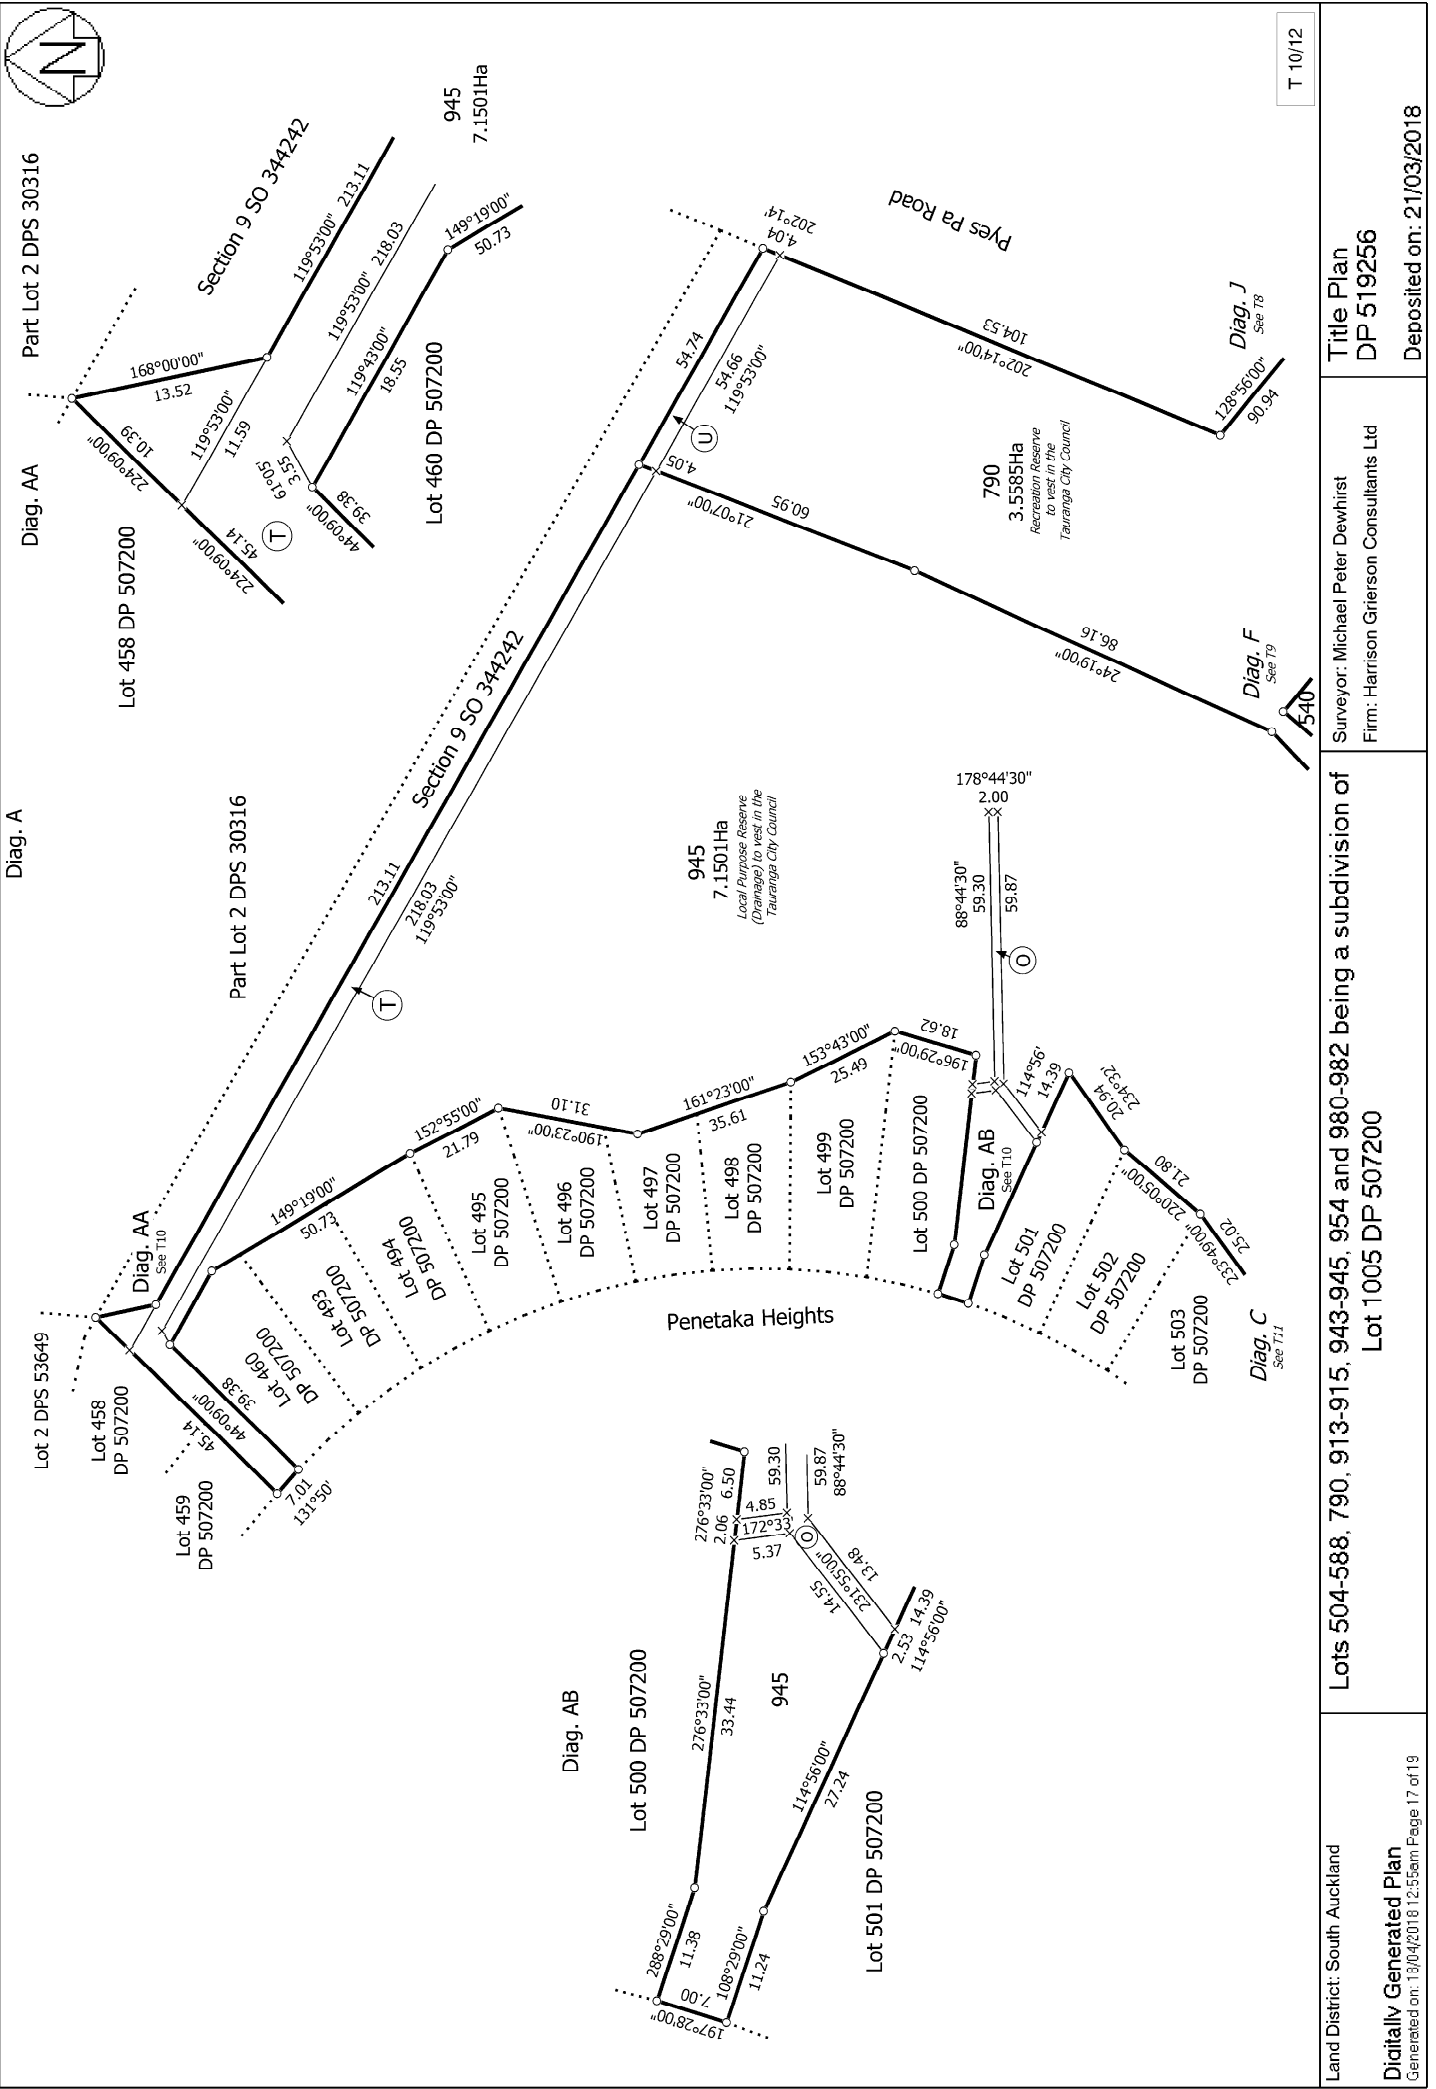 Diag. A
Part Lot 2 DPS 30316
Section 9 SO 344242
213.11
218.03
119°53'00"
T
Lot 2 DPS 53649
Lot 458
DP 507200
Lot 459
DP 507200
Diag. AA
See T10
45.14
44°09'00"
39.38
7.01
131°50'
Lot 460
DP 507200
Lot 493
DP 507200
Lot 494
DP 507200
Lot 495
DP 507200
Lot 496
DP 507200
Lot 497
DP 507200
Lot 498
DP 507200
Lot 499
DP 507200
Lot 500 DP 507200
149°19'00"
50.73
152°55'00"
21.79
31.10
190°23'00"
161°23'00"
35.61
153°43'00"
25.49
18.62
196°29'00"
Penetaka Heights
Diag. AB
See T10
Lot 501
DP 507200
Lot 502
DP 507200
Lot 503
DP 507200
114°56'
14.39
20.94
234°32'
21.80
220°05'00"
233°49'00"
25.02
Diag. C
See T11
945
7.1501Ha
Local Purpose Reserve
(Drainage) to vest in the
Tauranga City Council
178°44'30"
2.00
88°44'30"
59.30
59.87
O
54.74
54.66
119°53'00"
U
4.05
4.04
202°14'
Pyes Pa Road
21°07'00"
60.95
24°19'00"
86.16
104.53
202°14'00"
790
3.5585Ha
Recreation Reserve
to vest in the
Tauranga City Council
128°56'00"
90.94
Diag. J
See T8
Diag. F
See T9
540
Diag. AA
Part Lot 2 DPS 30316
Section 9 SO 344242
Lot 458 DP 507200
168°00'00"
13.52
10.39
224°09'00"
119°53'00"
11.59
119°53'00" 213.11
119°53'00" 218.03
945
7.1501Ha
149°19'00"
50.73
119°43'00"
18.55
61°05'
3.55
T
45.14
224°09'00"
39.38
44°09'00"
Lot 460 DP 507200
Diag. AB
Lot 500 DP 507200
276°33'00"
6.50
276°33'00"
2.06
4.85
172°33'
5.37
59.30
59.87
88°44'30"
O
14.55
231°55'00"
13.48
2.53 14.39
114°56'00"
276°33'00"
33.44
945
114°56'00"
27.24
288°29'00"
11.38
7.00
197°28'00"
108°29'00"
11.24
Lot 501 DP 507200
T 10/12
Land District: South Auckland
Digitally Generated Plan
Generated on: 18/04/2018 12:55am Page 17 of 19
Lots 504-588, 790, 913-915, 943-945, 954 and 980-982 being a subdivision of
Lot 1005 DP 507200
Surveyor: Michael Peter Dewhirst
Firm: Harrison Grierson Consultants Ltd
Title Plan
DP 519256
Deposited on: 21/03/2018
N